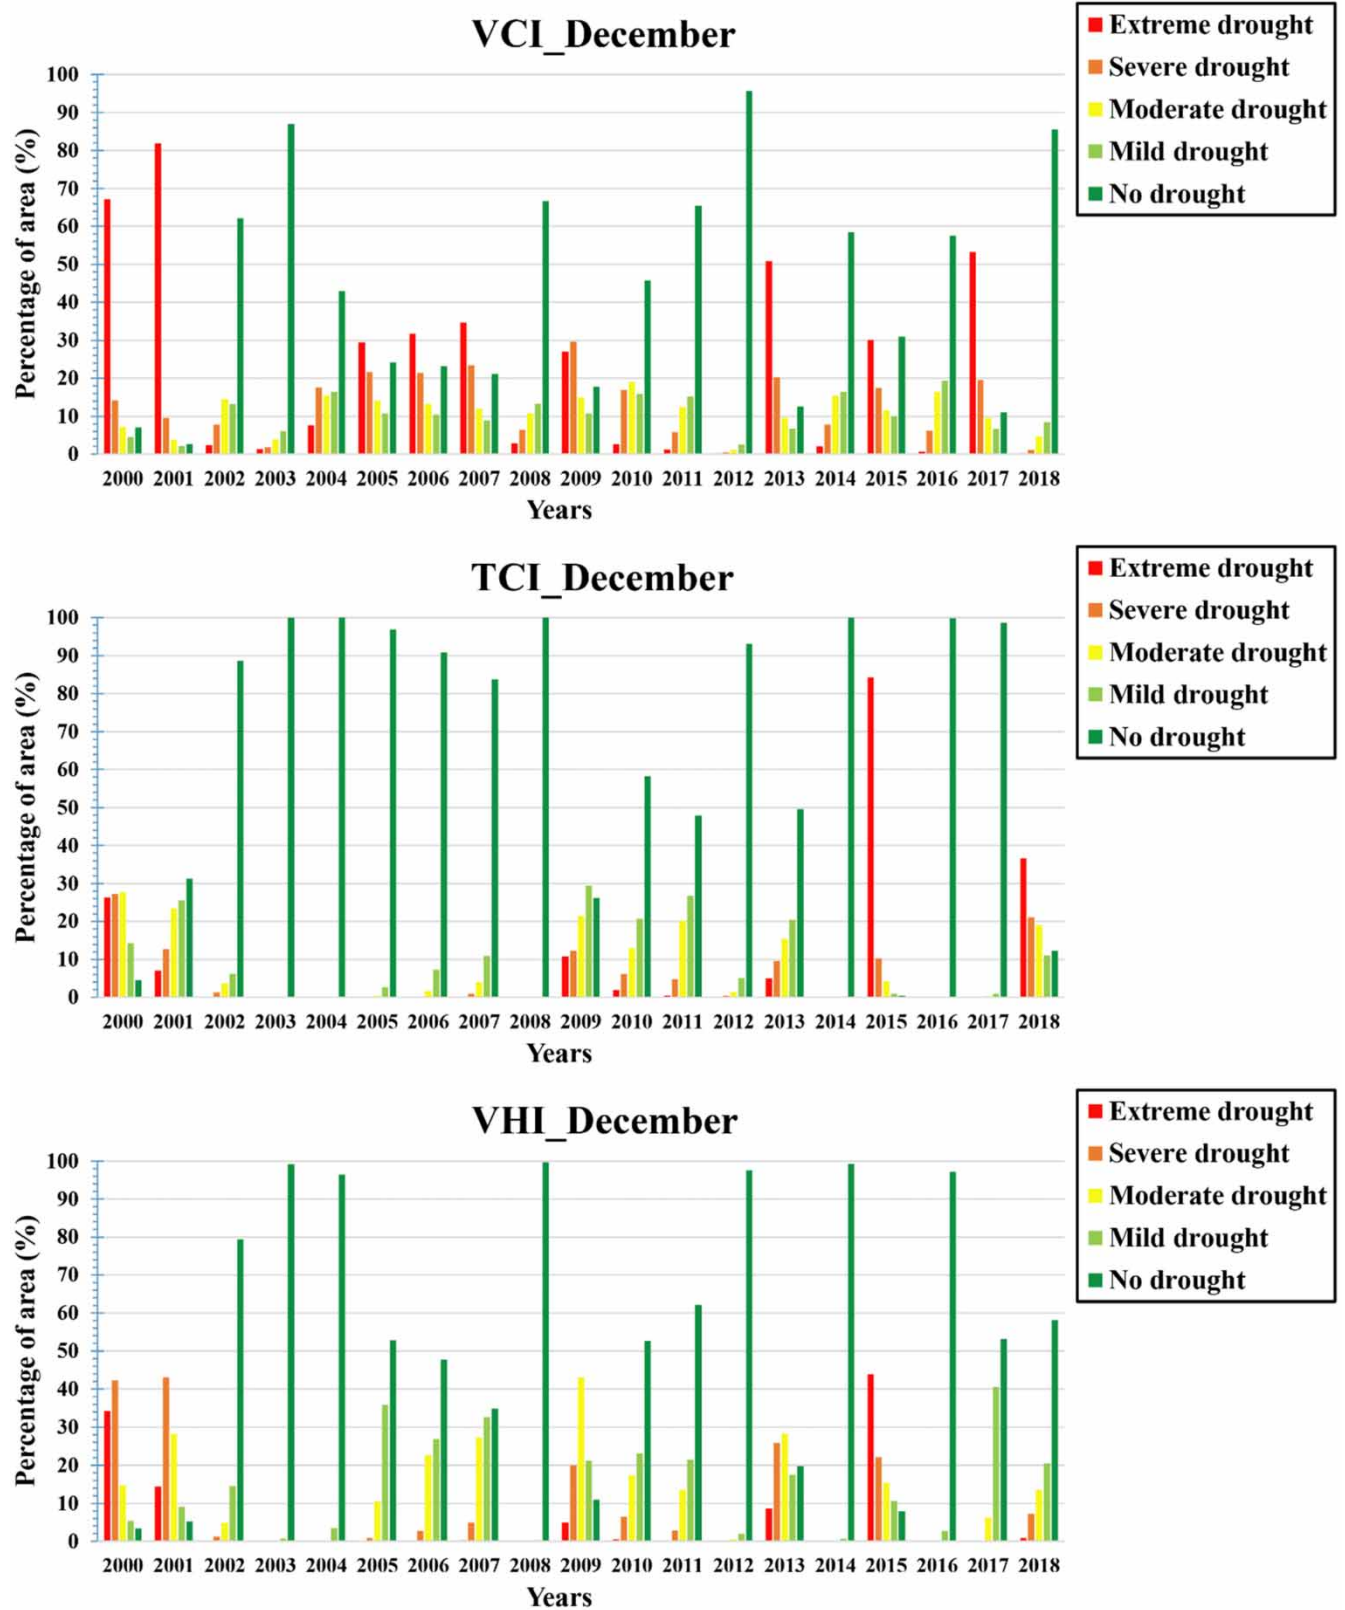 VCI_December
Extreme drought
Severe drought
Moderate drought
Mild drought
No drought
Percentage of area (%)
100
90
80
70
60
50
40
30
20
10
0
2000 2001 2002 2003 2004 2005 2006 2007 2008 2009 2010 2011 2012 2013 2014 2015 2016 2017 2018
Years
TCI_December
Extreme drought
Severe drought
Moderate drought
Mild drought
No drought
Percentage of area (%)
100
90
80
70
60
50
40
30
20
10
0
2000 2001 2002 2003 2004 2005 2006 2007 2008 2009 2010 2011 2012 2013 2014 2015 2016 2017 2018
Years
VHI_December
Extreme drought
Severe drought
Moderate drought
Mild drought
No drought
Percentage of area (%)
100
90
80
70
60
50
40
30
20
10
0
2000 2001 2002 2003 2004 2005 2006 2007 2008 2009 2010 2011 2012 2013 2014 2015 2016 2017 2018
Years